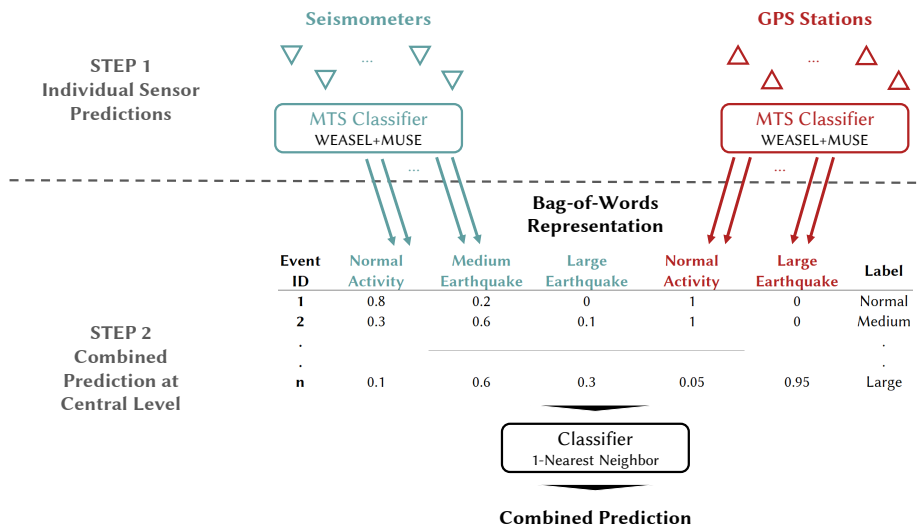 Seismometers
GPS Stations
STEP 1
Individual Sensor
Predictions
...
...
MTS Classifier
WEASEL+MUSE
MTS Classifier
WEASEL+MUSE
...
...
Bag-of-Words
Representation
Event
ID
Normal
Activity
Medium
Earthquake
Large
Earthquake
Normal
Activity
Large
Earthquake
Label
1 0.8 0.2 0 1 0 Normal
2 0.3 0.6 0.1 1 0 Medium
. .
. .
n 0.1 0.6 0.3 0.05 0.95 Large
STEP 2
Combined
Prediction at
Central Level
Classifier
1-Nearest Neighbor
Combined Prediction